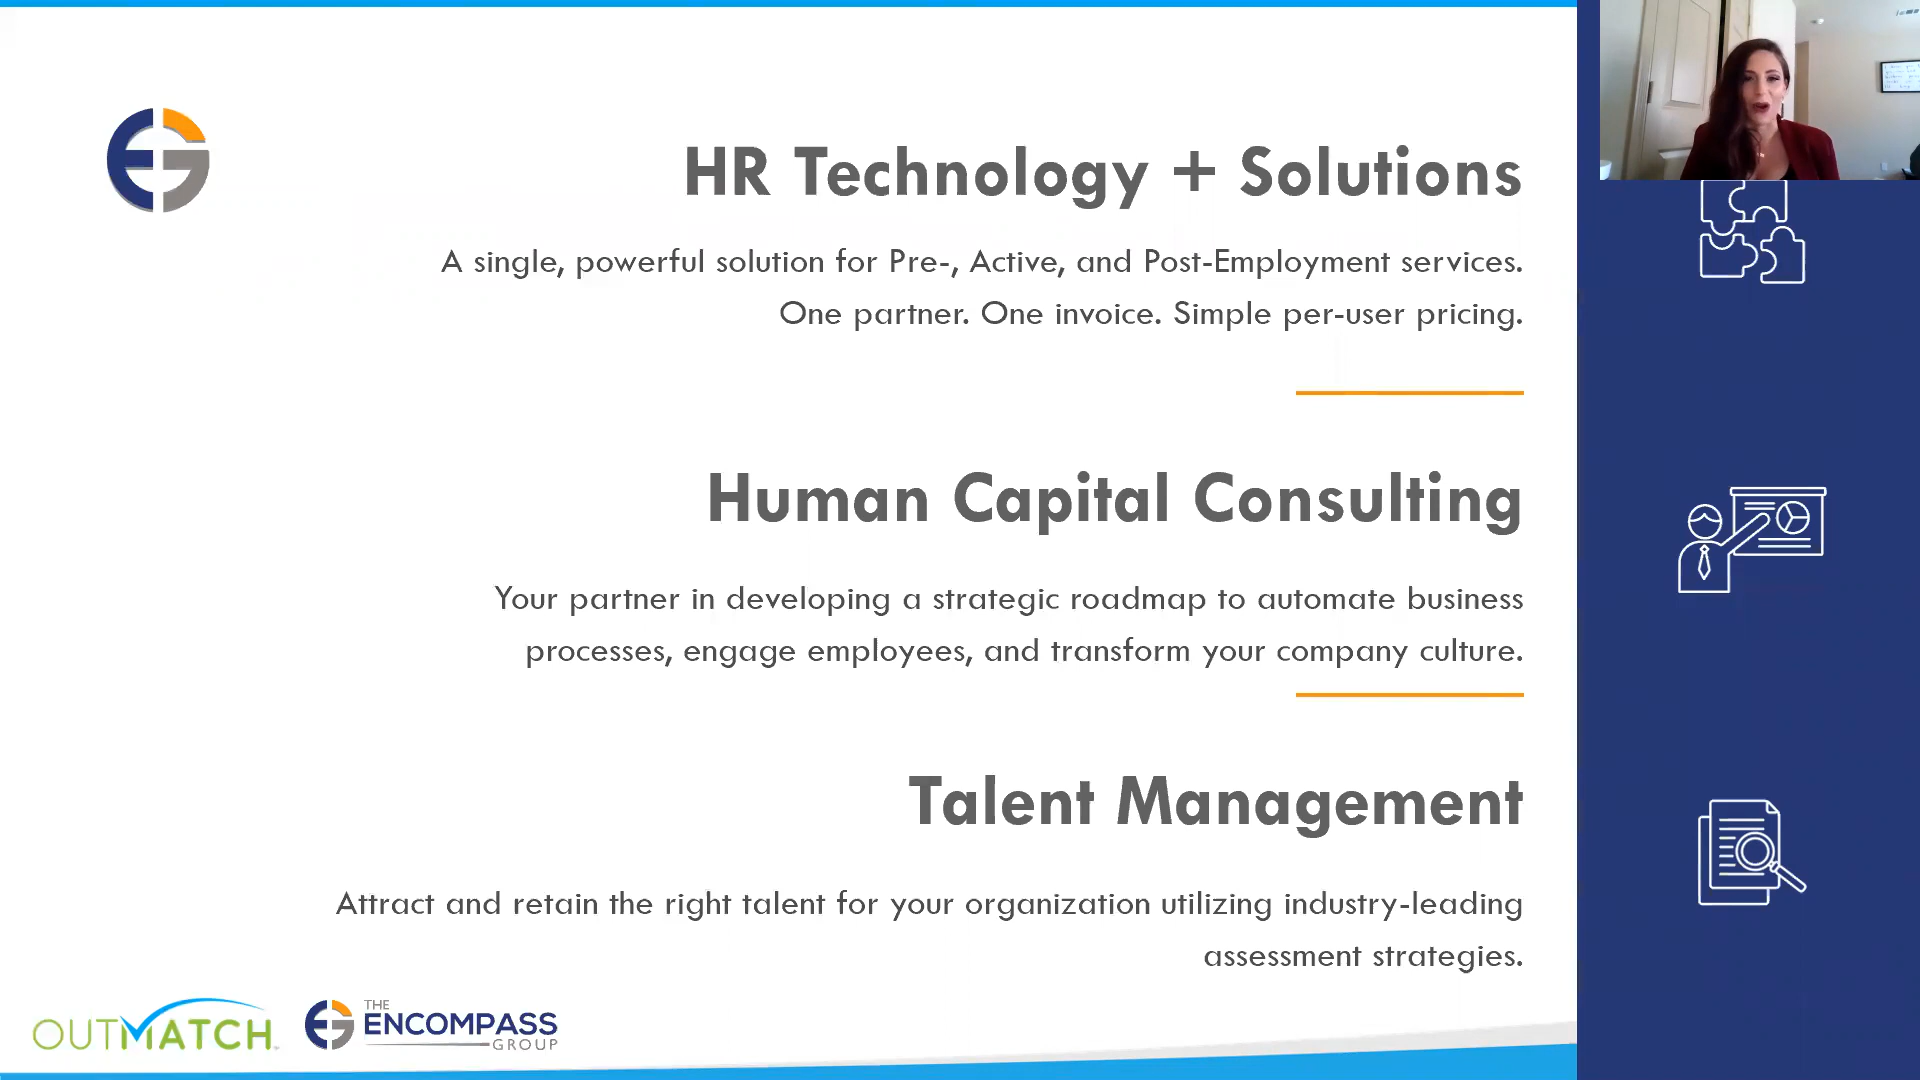 HR Technology + Solutions
A single, powerful solution for Pre-, Active, and Post-Employment services.
One partner. One invoice. Simple per-user pricing.
Human Capital Consulting
Your partner in developing a strategic roadmap to automate business
processes, engage employees, and transform your company culture.
Talent Management
Attract and retain the right talent for your organization utilizing industry-leading
assessment strategies.
OUTMATCH
THE
ENCOMPASS
GROUP